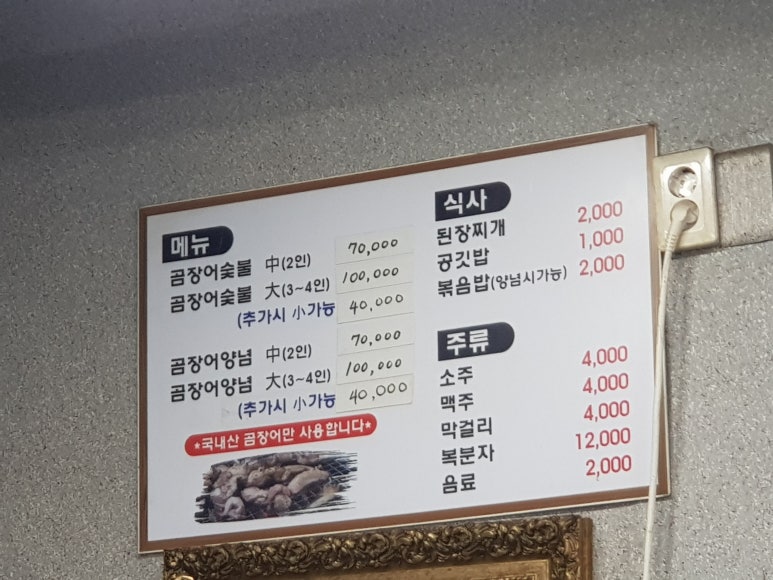 메뉴
곰장어숯불 中(2인) 70,000
곰장어숯불 大(3~4인) 100,000
(추가시 小가능 40,000
곰장어양념 中(2인) 70,000
곰장어양념 大(3~4인) 100,000
(추가시 小가능 40,000
*국내산 곰장어만 사용합니다*
식사
된장찌개 2,000
공깃밥 1,000
볶음밥(양념시가능) 2,000
주류
소주 4,000
맥주 4,000
막걸리 4,000
복분자 12,000
음료 2,000